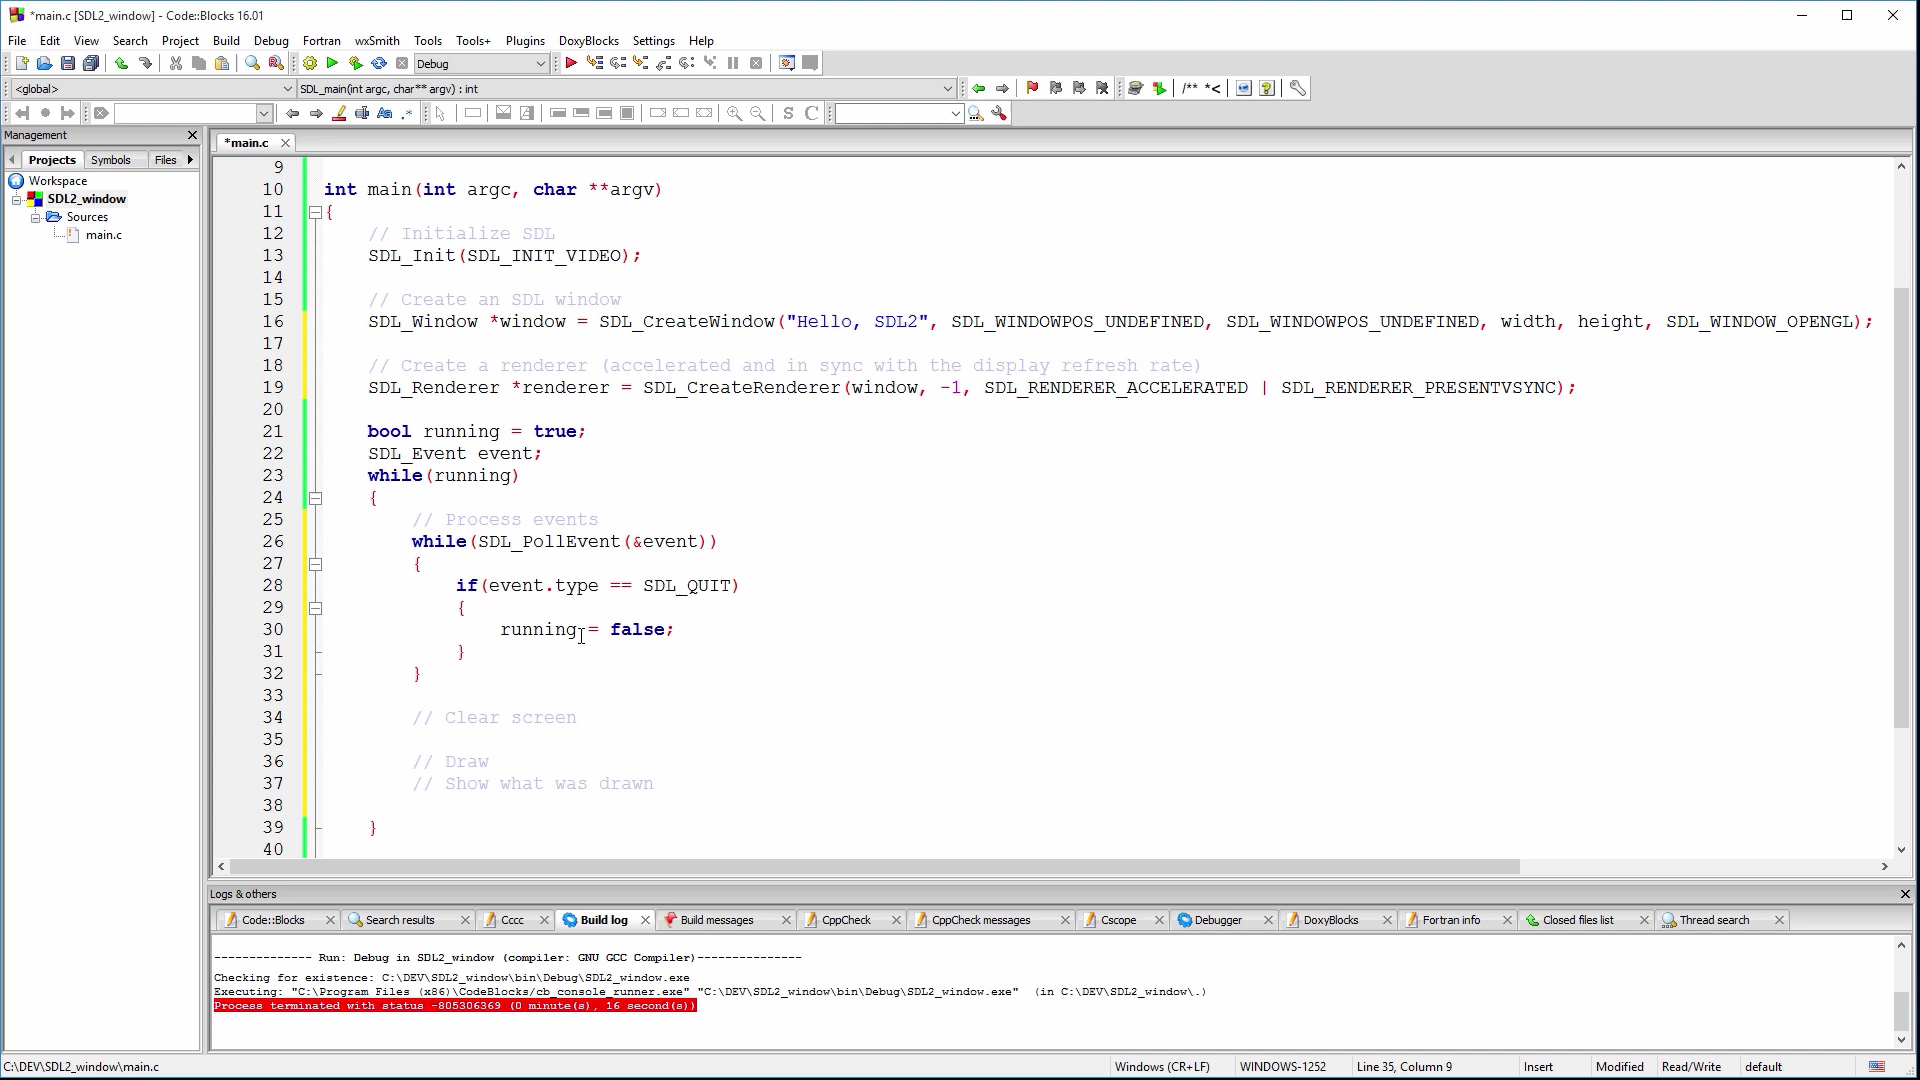 *main.c [SDL2_window] - Code::Blocks 16.01
File Edit View Search Project Build Debug Fortran wxSmith Tools Tools+ Plugins DoxyBlocks Settings Help
Debug
<global> SDL_main(int argc, char** argv) : int /** *<
Aa .* S C
Management
Projects Symbols Files
Workspace
SDL2_window
Sources
main.c
*main.c
9
10 int main(int argc, char **argv)
11 {
12 // Initialize SDL
13 SDL_Init(SDL_INIT_VIDEO);
14
15 // Create an SDL window
16 SDL_Window *window = SDL_CreateWindow("Hello, SDL2", SDL_WINDOWPOS_UNDEFINED, SDL_WINDOWPOS_UNDEFINED, width, height, SDL_WINDOW_OPENGL);
17
18 // Create a renderer (accelerated and in sync with the display refresh rate)
19 SDL_Renderer *renderer = SDL_CreateRenderer(window, -1, SDL_RENDERER_ACCELERATED | SDL_RENDERER_PRESENTVSYNC);
20
21 bool running = true;
22 SDL_Event event;
23 while(running)
24 {
25 // Process events
26 while(SDL_PollEvent(&event))
27 {
28 if(event.type == SDL_QUIT)
29 {
30 running = false;
31 }
32 }
33
34 // Clear screen
35
36 // Draw
37 // Show what was drawn
38
39 }
40
Logs & others
Code::Blocks Search results Cccc Build log Build messages CppCheck CppCheck messages Cscope Debugger DoxyBlocks Fortran info Closed files list Thread search
-------------- Run: Debug in SDL2_window (compiler: GNU GCC Compiler)---------------
Checking for existence: C:\DEV\SDL2_window\bin\Debug\SDL2_window.exe
Executing: "C:\Program Files (x86)\CodeBlocks/cb_console_runner.exe" "C:\DEV\SDL2_window\bin\Debug\SDL2_window.exe" (in C:\DEV\SDL2_window\.)
Process terminated with status -805306369 (0 minute(s), 16 second(s))
C:\DEV\SDL2_window\main.c Windows (CR+LF) WINDOWS-1252 Line 35, Column 9 Insert Modified Read/Write default